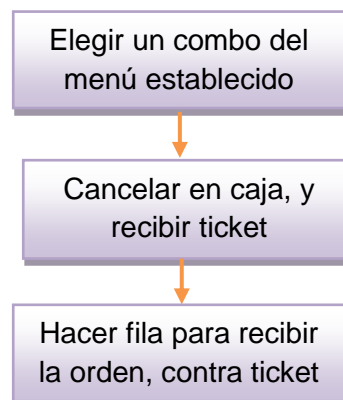 Elegir un combo del
menú establecido
Cancelar en caja, y
recibir ticket
Hacer fila para recibir
la orden, contra ticket